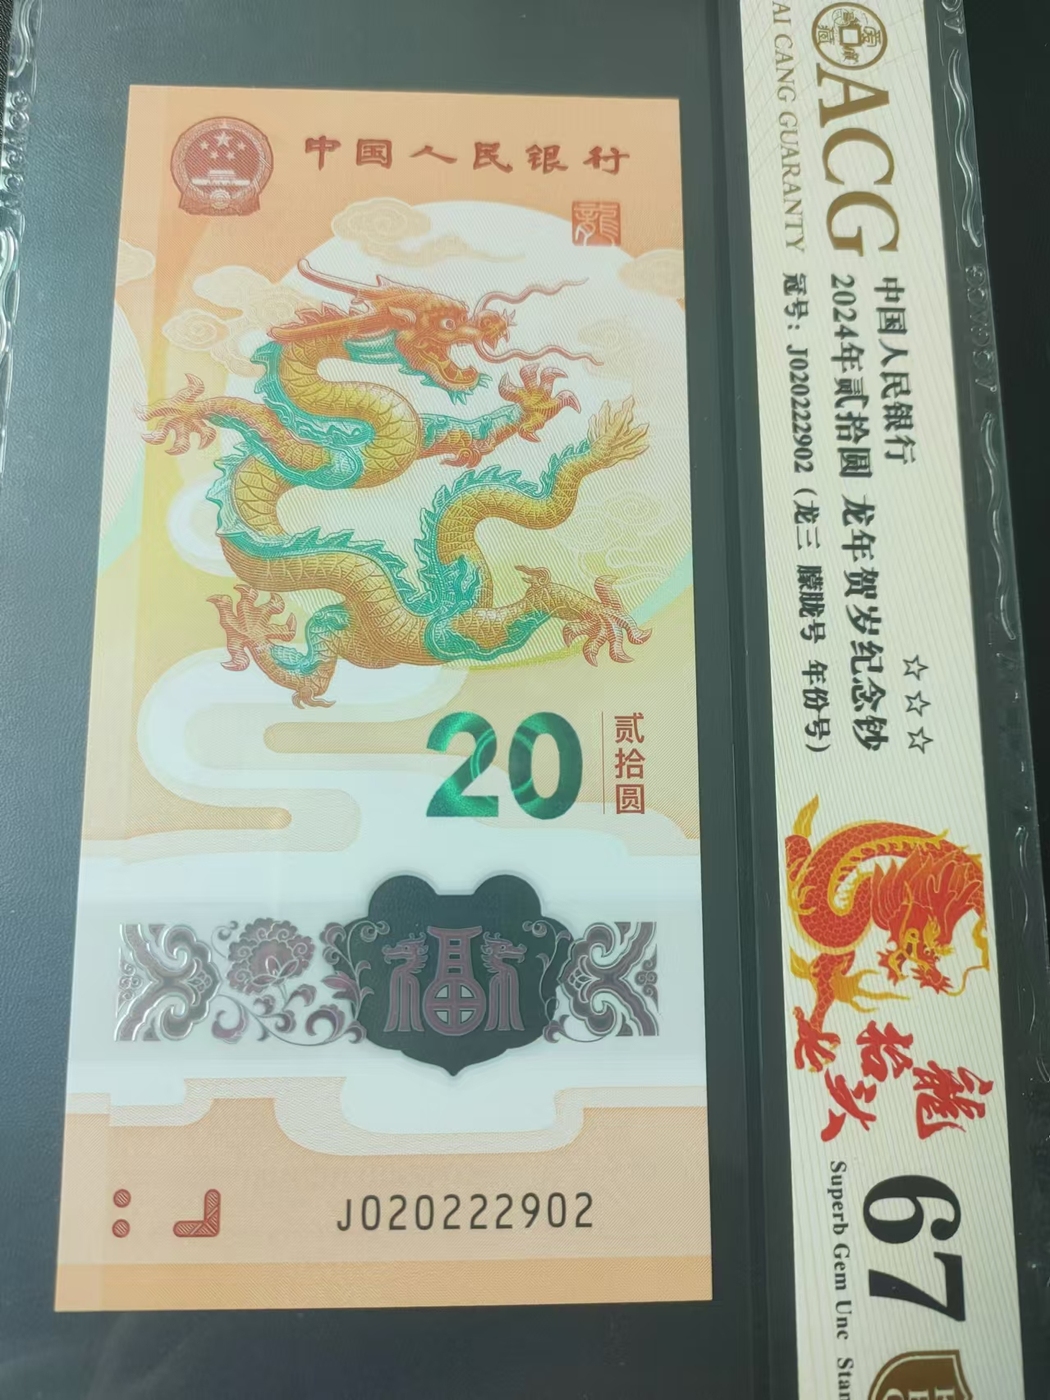 中国人民银行
龍
20
贰拾圆
福
J020222902
AI CANG GUARANTY
ACG
中国人民银行
2024年贰拾圆 龙年贺岁纪念钞
冠号：J020222902（龙三 朦胧号 年份号）
☆☆☆
龍
抬
头
67
Superb Gem Unc